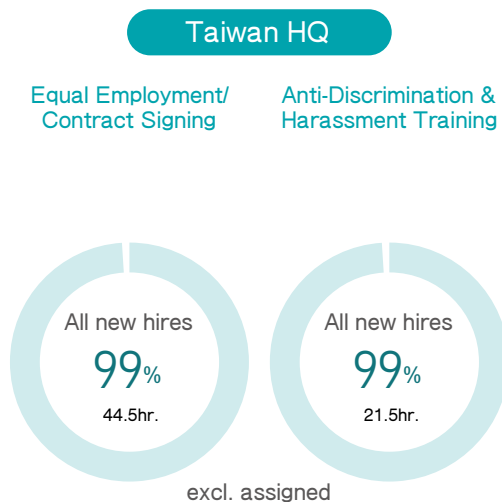 Taiwan HQ
Equal Employment/
Contract Signing
Anti-Discrimination &
Harassment Training
All new hires
99%
44.5hr.
All new hires
99%
21.5hr.
excl. assigned